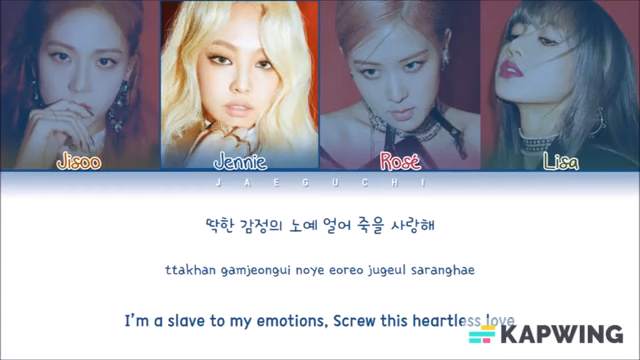 Jisoo Jennie Rosé Lisa
JAEGUCHI
딱한 감정의 노예 얼어 죽을 사랑해
ttakhan gamjeongui noye eoreo jugeul saranghae
I'm a slave to my emotions, Screw this heartless love
KAPWING